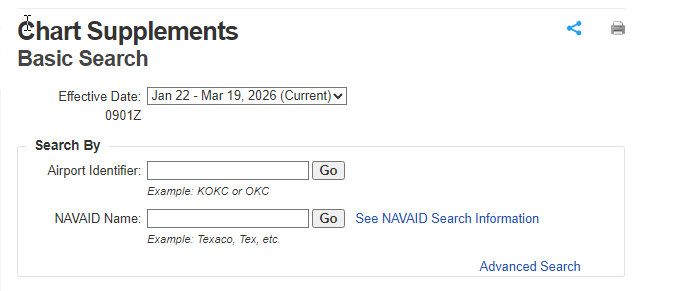 Chart Supplements
Basic Search
Effective Date: Jan 22 - Mar 19, 2026 (Current)
0901Z
Search By
Airport Identifier: Go
Example: KOKC or OKC
NAVAID Name: Go See NAVAID Search Information
Example: Texaco, Tex, etc.
Advanced Search